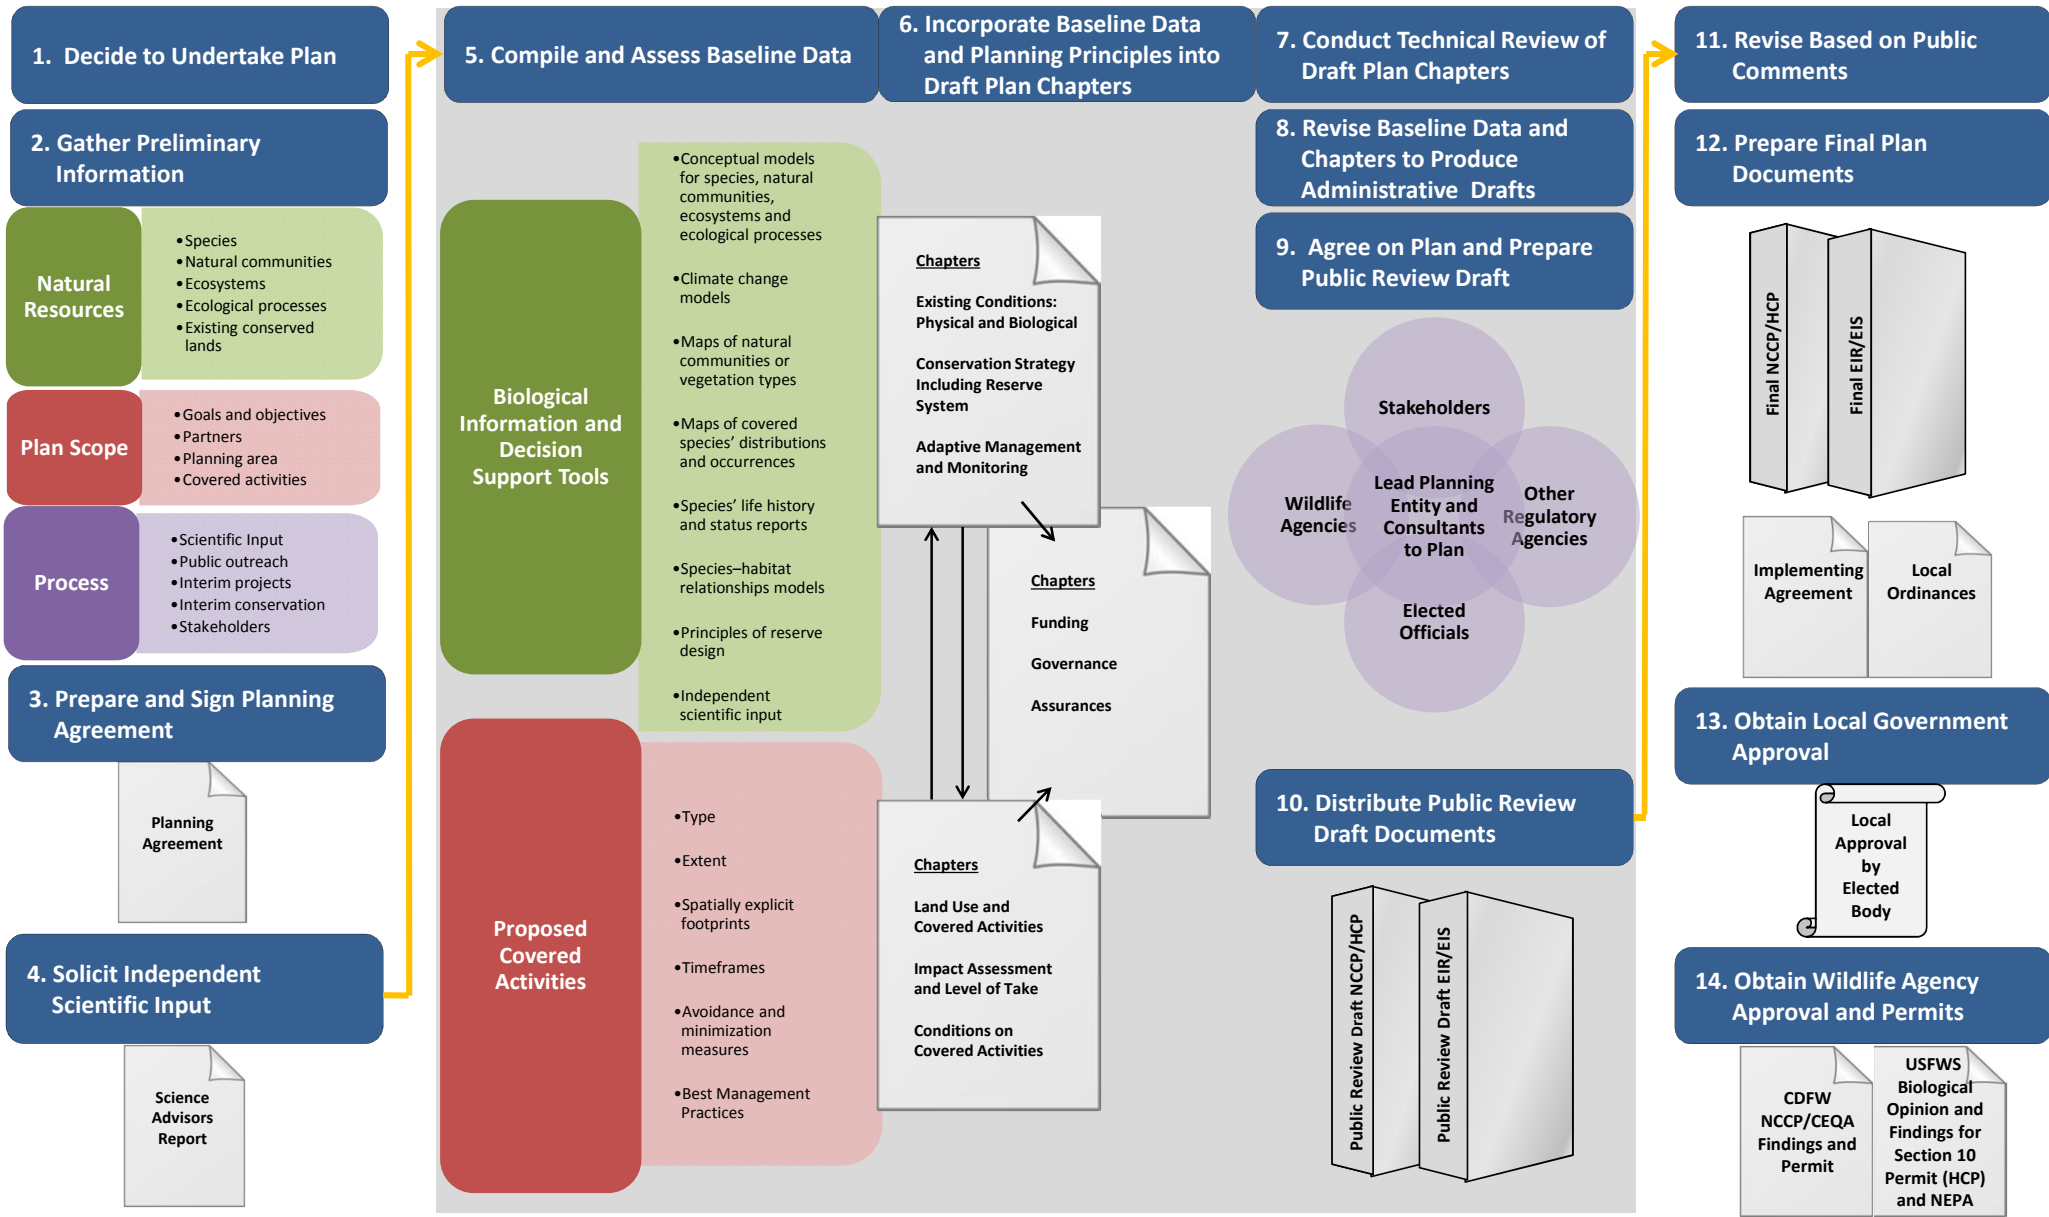 1. Decide to Undertake Plan
2. Gather Preliminary
Information
Natural
Resources
•Species
•Natural communities
•Ecosystems
•Ecological processes
•Existing conserved
lands
Plan Scope
•Goals and objectives
•Partners
•Planning area
•Covered activities
Process
•Scientific Input
•Public outreach
•Interim projects
•Interim conservation
•Stakeholders
3. Prepare and Sign Planning
Agreement
Planning
Agreement
4. Solicit Independent
Scientific Input
Science
Advisors
Report
5. Compile and Assess Baseline Data
Biological
Information and
Decision
Support Tools
•Conceptual models
for species, natural
communities,
ecosystems and
ecological processes
•Climate change
models
•Maps of natural
communities or
vegetation types
•Maps of covered
species’ distributions
and occurrences
•Species’ life history
and status reports
•Species–habitat
relationships models
•Principles of reserve
design
•Independent
scientific input
Proposed
Covered
Activities
•Type
•Extent
•Spatially explicit
footprints
•Timeframes
•Avoidance and
minimization
measures
•Best Management
Practices
6. Incorporate Baseline Data
and Planning Principles into
Draft Plan Chapters
Chapters
Existing Conditions:
Physical and Biological
Conservation Strategy
Including Reserve
System
Adaptive Management
and Monitoring
Chapters
Funding
Governance
Assurances
Chapters
Land Use and
Covered Activities
Impact Assessment
and Level of Take
Conditions on
Covered Activities
7. Conduct Technical Review of
Draft Plan Chapters
8. Revise Baseline Data and
Chapters to Produce
Administrative Drafts
9. Agree on Plan and Prepare
Public Review Draft
Stakeholders
Wildlife
Agencies
Lead Planning
Entity and
Consultants
to Plan
Other
Regulatory
Agencies
Elected
Officials
10. Distribute Public Review
Draft Documents
Public Review Draft NCCP/HCP
Public Review Draft EIR/EIS
11. Revise Based on Public
Comments
12. Prepare Final Plan
Documents
Final NCCP/HCP
Final EIR/EIS
Implementing
Agreement
Local
Ordinances
13. Obtain Local Government
Approval
Local
Approval
by
Elected
Body
14. Obtain Wildlife Agency
Approval and Permits
CDFW
NCCP/CEQA
Findings and
Permit
USFWS
Biological
Opinion and
Findings for
Section 10
Permit (HCP)
and NEPA